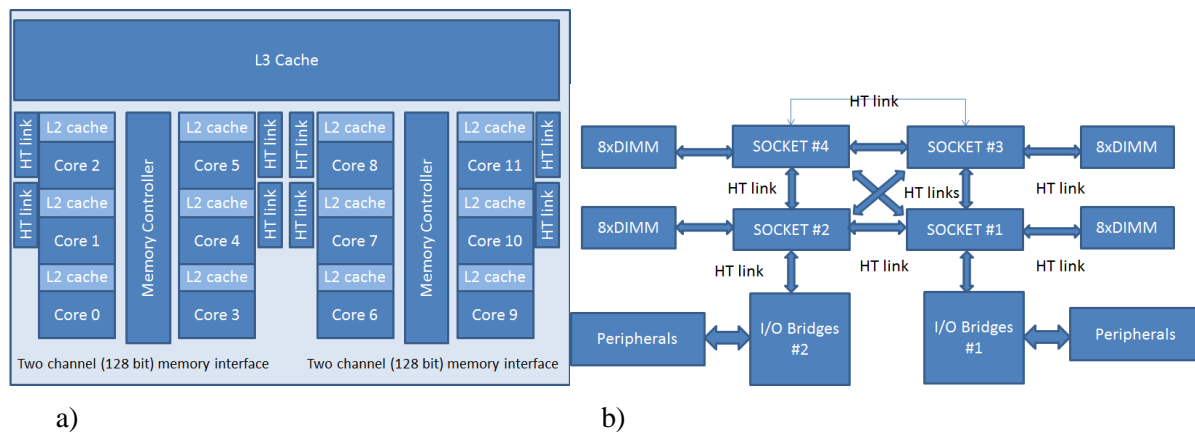 L3 Cache
HT link
L2 cache
Core 2
HT link
L2 cache
Core 1
L2 cache
Core 0
Memory Controller
L2 cache
Core 5
L2 cache
Core 4
L2 cache
Core 3
HT link
HT link
HT link
HT link
L2 cache
Core 8
L2 cache
Core 7
L2 cache
Core 6
Memory Controller
L2 cache
Core 11
L2 cache
Core 10
L2 cache
Core 9
HT link
HT link
Two channel (128 bit) memory interface
Two channel (128 bit) memory interface
a)
HT link
8xDIMM
SOCKET #4
SOCKET #3
8xDIMM
HT link
HT links
HT link
8xDIMM
SOCKET #2
SOCKET #1
8xDIMM
HT link
HT link
HT link
Peripherals
I/O Bridges
#2
I/O Bridges
#1
Peripherals
b)